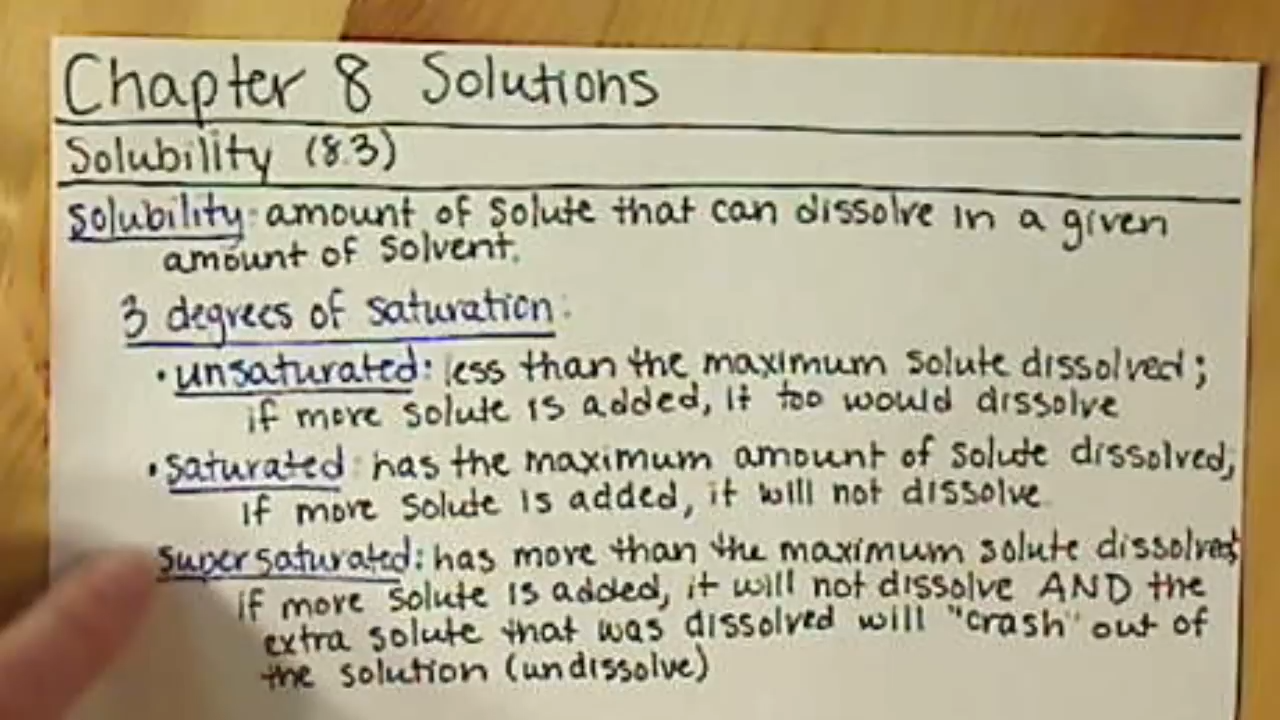 Chapter 8 Solutions
Solubility (8.3)
Solubility: amount of solute that can dissolve in a given
amount of solvent.
3 degrees of saturation:
• unsaturated: less than the maximum solute dissolved;
if more solute is added, it too would dissolve
• saturated: has the maximum amount of solute dissolved,
if more solute is added, it will not dissolve
supersaturated: has more than the maximum solute dissolved;
if more solute is added, it will not dissolve AND the
extra solute that was dissolved will "crash" out of
the solution (undissolve)